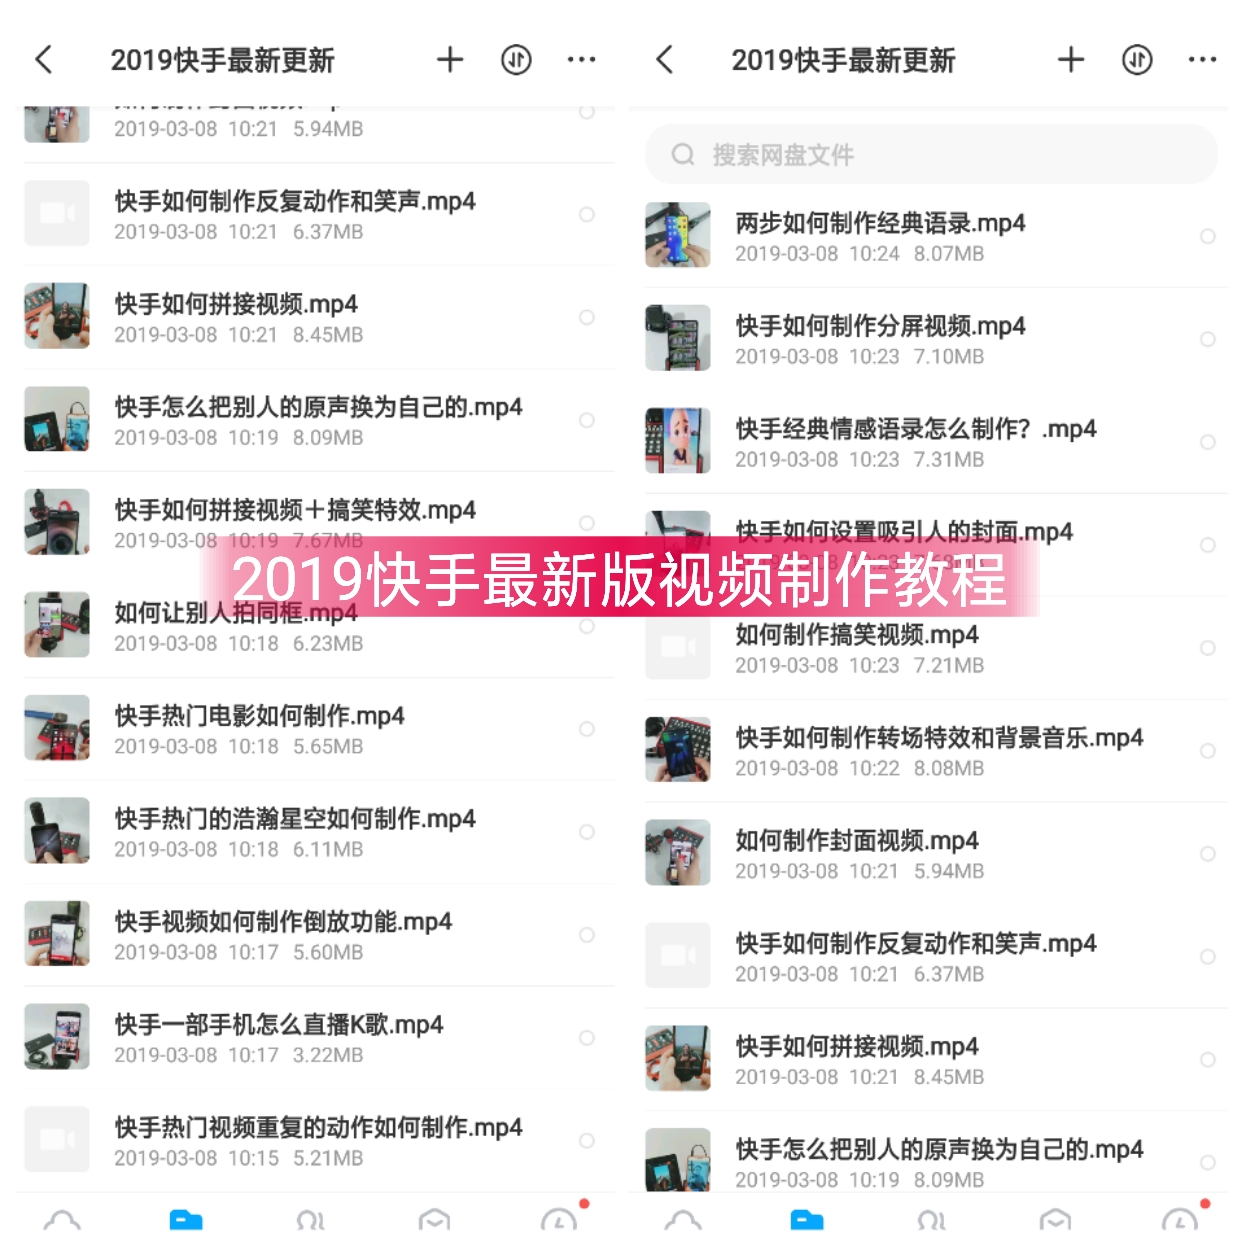 2019快手最新更新
2019-03-08 10:21 5.94MB
快手如何制作反复动作和笑声.mp4
2019-03-08 10:21 6.37MB
快手如何拼接视频.mp4
2019-03-08 10:21 8.45MB
快手怎么把别人的原声换为自己的.mp4
2019-03-08 10:19 8.09MB
快手如何拼接视频＋搞笑特效.mp4
2019-03-08 10:19 7.67MB
如何让别人拍同框.mp4
2019-03-08 10:18 6.23MB
快手热门电影如何制作.mp4
2019-03-08 10:18 5.65MB
快手热门的浩瀚星空如何制作.mp4
2019-03-08 10:18 6.11MB
快手视频如何制作倒放功能.mp4
2019-03-08 10:17 5.60MB
快手一部手机怎么直播K歌.mp4
2019-03-08 10:17 3.22MB
快手热门视频重复的动作如何制作.mp4
2019-03-08 10:15 5.21MB
2019快手最新版视频制作教程
2019快手最新更新
搜索网盘文件
两步如何制作经典语录.mp4
2019-03-08 10:24 8.07MB
快手如何制作分屏视频.mp4
2019-03-08 10:23 7.10MB
快手经典情感语录怎么制作？.mp4
2019-03-08 10:23 7.31MB
快手如何设置吸引人的封面.mp4
如何制作搞笑视频.mp4
2019-03-08 10:23 7.21MB
快手如何制作转场特效和背景音乐.mp4
2019-03-08 10:22 8.08MB
如何制作封面视频.mp4
2019-03-08 10:21 5.94MB
快手如何制作反复动作和笑声.mp4
2019-03-08 10:21 6.37MB
快手如何拼接视频.mp4
2019-03-08 10:21 8.45MB
快手怎么把别人的原声换为自己的.mp4
2019-03-08 10:19 8.09MB